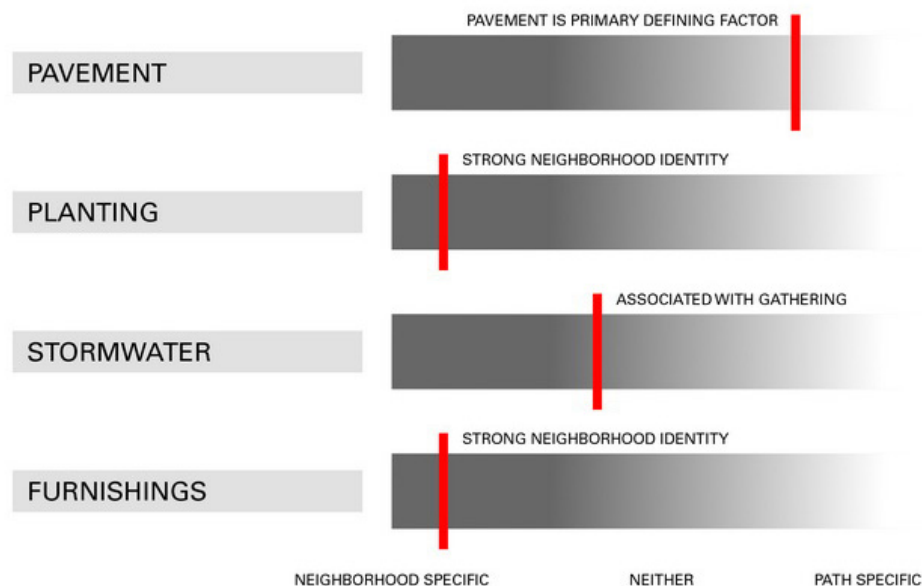 PAVEMENT IS PRIMARY DEFINING FACTOR
PAVEMENT
STRONG NEIGHBORHOOD IDENTITY
PLANTING
ASSOCIATED WITH GATHERING
STORMWATER
STRONG NEIGHBORHOOD IDENTITY
FURNISHINGS
NEIGHBORHOOD SPECIFIC NEITHER PATH SPECIFIC